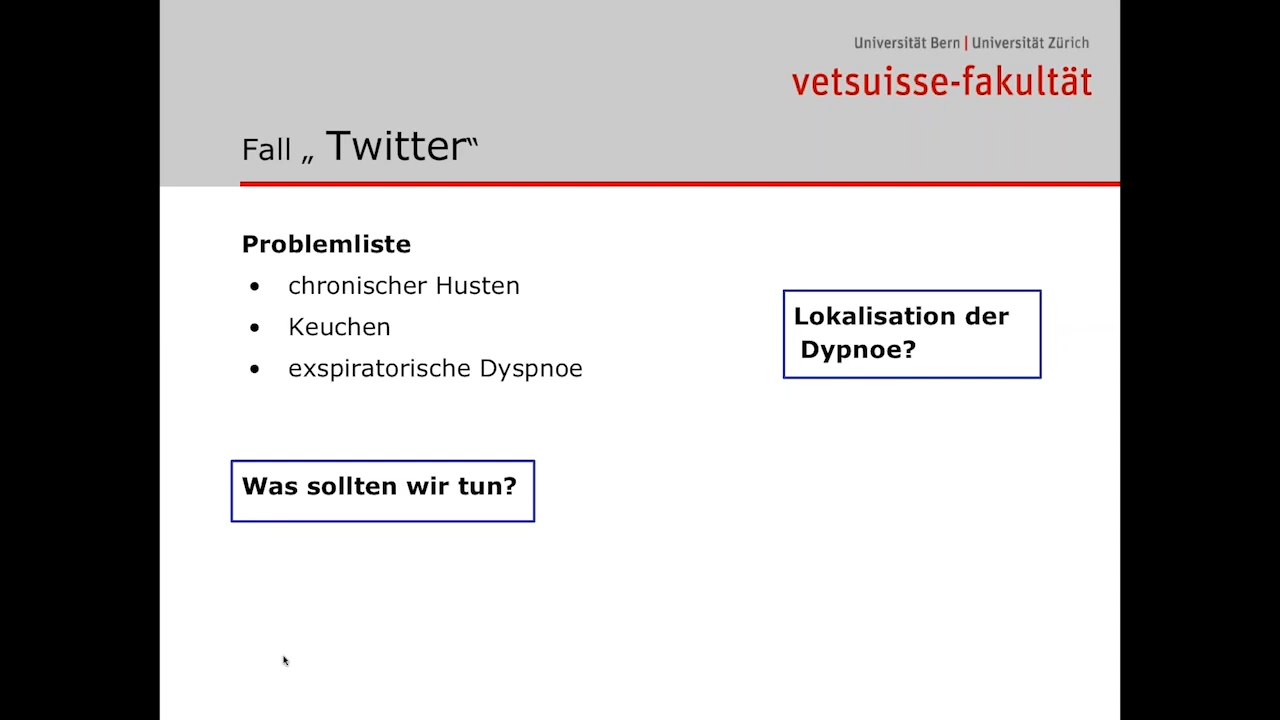 Universität Bern | Universität Zürich
vetsuisse-fakultät
Fall „ Twitter“
Problemliste
• chronischer Husten
• Keuchen
• exspiratorische Dyspnoe
Lokalisation der
Dypnoe?
Was sollten wir tun?